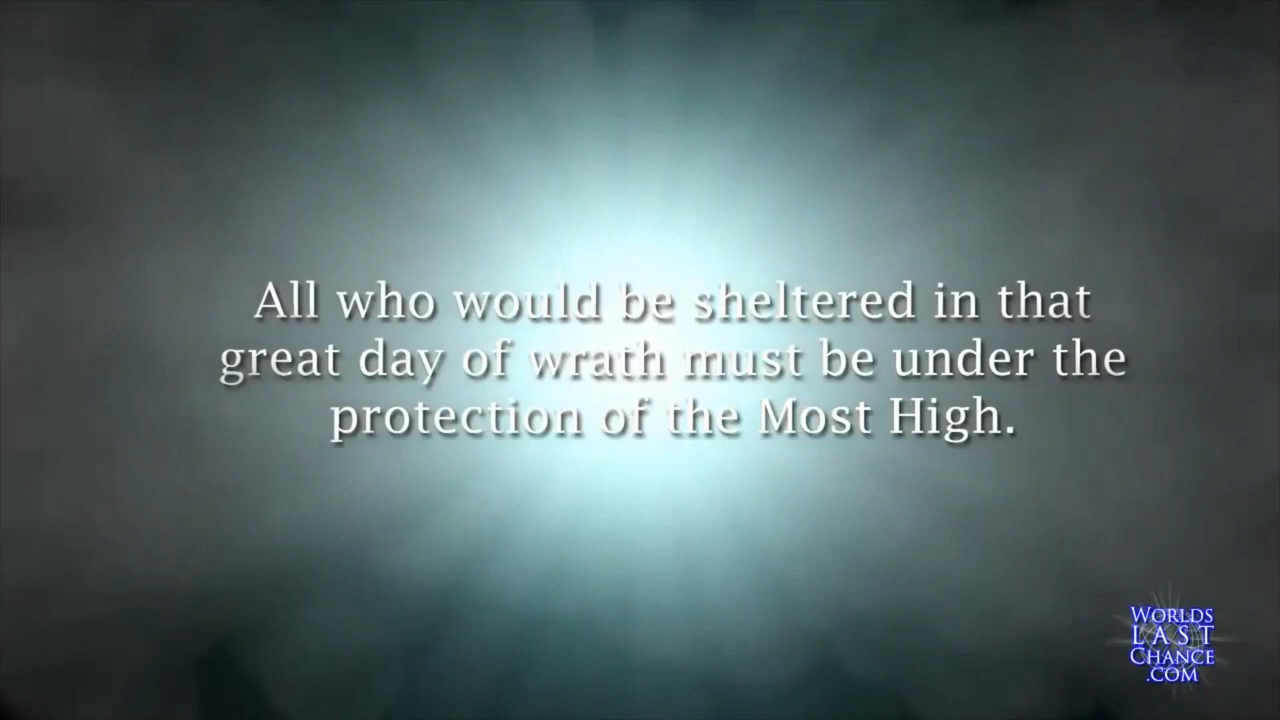 All who would be sheltered in that
great day of wrath must be under the
protection of the Most High.
WORLDS
LAST
CHANCE
.COM